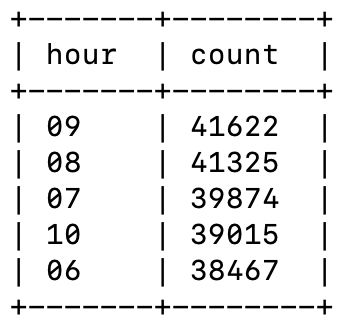 +--------+---------+
| hour | count |
+--------+---------+
| 09 | 41622 |
| 08 | 41325 |
| 07 | 39874 |
| 10 | 39015 |
| 06 | 38467 |
+--------+---------+